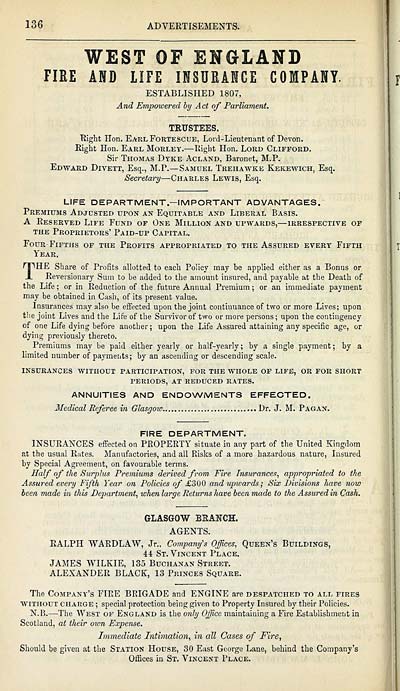 136
ADVERTISEMENTS.
WEST OF ENGLAND
FIRE AND LIFE INSURANCE COMPANY.
ESTABLISHED 1807,
And Empowered by Act of Parliament.
TRUSTEES.
Right Hon. EARL FORTESCUE, Lord-Lieutenant of Devon.
Right Hon. EARL MORLEY.—Right Hon. LORD CLIFFORD.
Sir THOMAS DYKE ACLAND, Baronet, M.P.
EDWARD DIVETT, Esq., M.P.—SAMUEL TREHAWKE KEKEWICH, Esq.
Secretary—CHARLES LEWIS, Esq.
LIFE DEPARTMENT.—IMPORTANT ADVANTAGES.
PREMIUMS ADJUSTED UPON AN EQUITABLE AND LIBERAL BASIS.
A RESERVED LIFE FUND OF ONE MILLION AND UPWARDS,—IRRESPECTIVE OF
THE PROPRIETORS' PAID-UP CAPITAL.
FOUR-FIFTHS OF THE PROFITS APPROPRIATED TO THE ASSURED EVERY FIFTH
YEAR.
THE Share of Profits allotted to each Policy may be applied either as a Bonus or
Reversionary Sum to be added to the amount insured, and payable at the Death of
the Life; or in Reduction of the future Annual Premium; or an immediate payment
may be obtained in Cash, of its present value.
Insurances may also be effected upon the joint continuance of two or more Lives; upon
the joint Lives and the Life of the Survivor of two or more persons; upon the contingency
of one Life dying before another; upon the Life Assured attaining any specific age, or
dying previously thereto.
Premiums may be paid either yearly or half-yearly; by a single payment; by a
limited number of payments; by an ascending or descending scale.
INSURANCES WITHOUT PARTICIPATION, FOR THE WHOLE OF LIFE, OR FOR SHORT
PERIODS, AT REDUCED RATES.
ANNUITIES AND ENDOWMENTS EFFECTED.
Medical Referee in Glasgow.............................Dr. J. M. PAGAN.
FIRE DEPARTMENT.
INSURANCES effected on PROPERTY situate in any part of the United Kingdom
at the usual Rates. Manufactories, and all Risks of a more hazardous nature, Insured
by Special Agreement, on favourable terms.
Half of the Surplus Premiums derived from Fire Insurances, appropriated to the
Assured every Fifth Year on Policies of £300 and upwards; Six Divisions have now
been made in this Department, when large Returns have been made to the Assured in Cash.
GLASGOW BRANCH.
AGENTS.
RALPH WARDLAW, Jr., Company's Offices, QUEEN'S BUILDINGS,
44 ST. VINCENT PLACE.
JAMES WILKIE, 135 BUCHANAN STREET.
ALEXANDER BLACK, 13 PRINCES SQUARE.
The COMPANY'S FIRE BRIGADE and ENGINE are DESPATCHED TO ALL FIRES
WITHOUT CHARGE; special protection being given to Property Insured by their Policies.
N.B.—The WEST OF ENGLAND is the only Office maintaining a Fire Establishment in
Scotland, at their own Expense.
Immediate Intimation, in all Cases of Fire,
Should be given at the STATION HOUSE, 30 East George Lane, behind the Company's
Offices in ST. VINCENT PLACE.